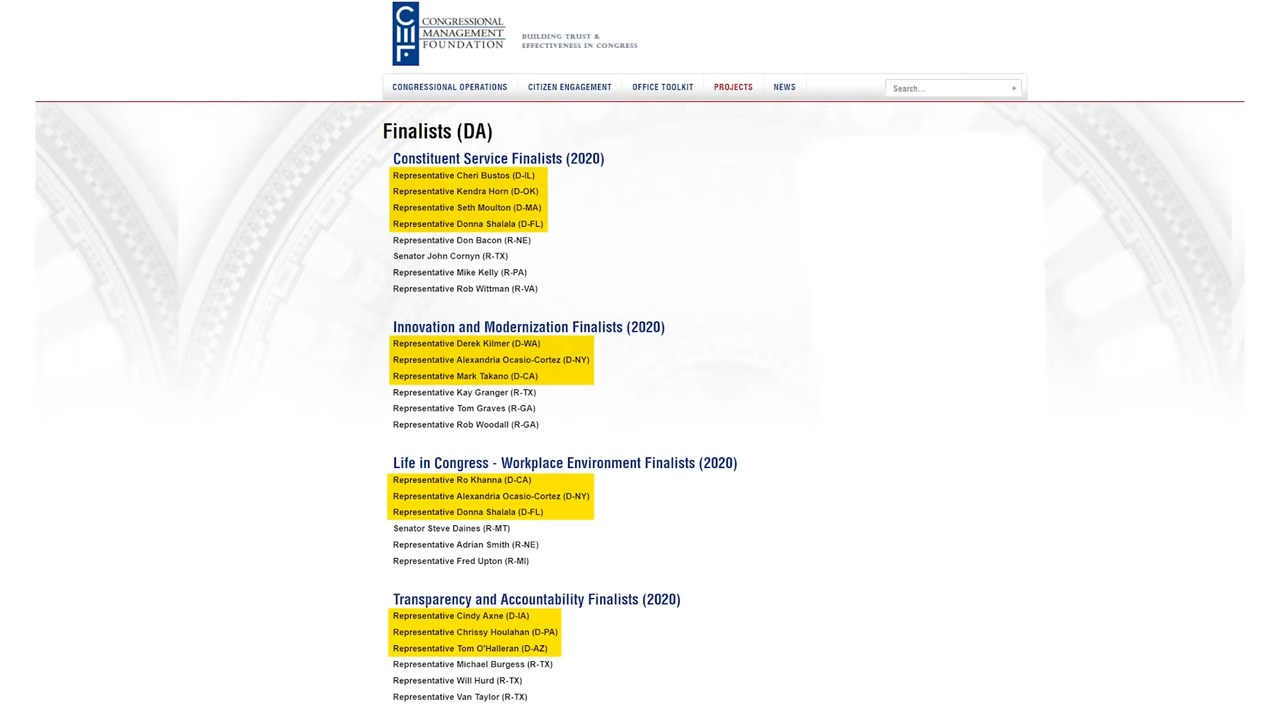 CMF
CONGRESSIONAL
MANAGEMENT
FOUNDATION
BUILDING TRUST &
EFFECTIVENESS IN CONGRESS
CONGRESSIONAL OPERATIONS CITIZEN ENGAGEMENT OFFICE TOOLKIT PROJECTS NEWS Search...
Finalists (DA)
Constituent Service Finalists (2020)
Representative Cheri Bustos (D-IL)
Representative Kendra Horn (D-OK)
Representative Seth Moulton (D-MA)
Representative Donna Shalala (D-FL)
Representative Don Bacon (R-NE)
Senator John Cornyn (R-TX)
Representative Mike Kelly (R-PA)
Representative Rob Wittman (R-VA)
Innovation and Modernization Finalists (2020)
Representative Derek Kilmer (D-WA)
Representative Alexandria Ocasio-Cortez (D-NY)
Representative Mark Takano (D-CA)
Representative Kay Granger (R-TX)
Representative Tom Graves (R-GA)
Representative Rob Woodall (R-GA)
Life in Congress - Workplace Environment Finalists (2020)
Representative Ro Khanna (D-CA)
Representative Alexandria Ocasio-Cortez (D-NY)
Representative Donna Shalala (D-FL)
Senator Steve Daines (R-MT)
Representative Adrian Smith (R-NE)
Representative Fred Upton (R-MI)
Transparency and Accountability Finalists (2020)
Representative Cindy Axne (D-IA)
Representative Chrissy Houlahan (D-PA)
Representative Tom O'Halleran (D-AZ)
Representative Michael Burgess (R-TX)
Representative Will Hurd (R-TX)
Representative Van Taylor (R-TX)